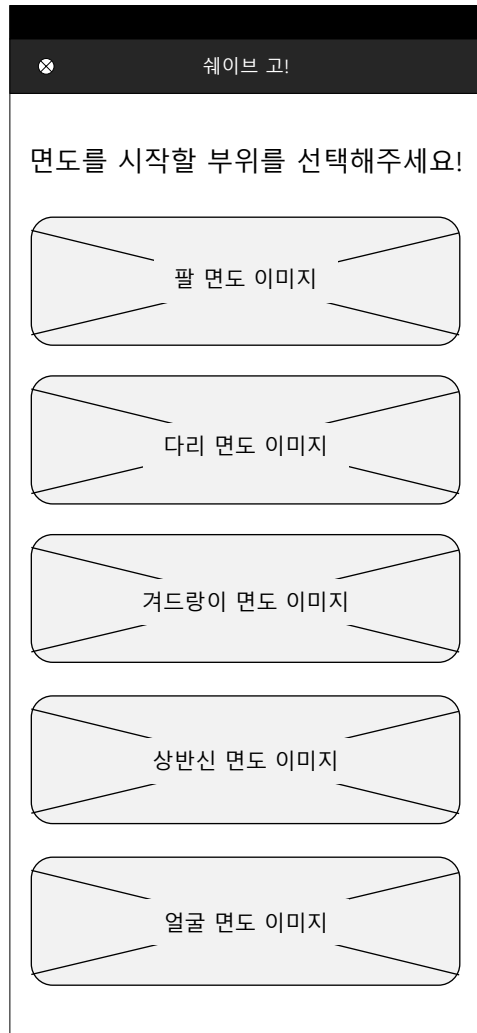 쉐이브 고!
면도를 시작할 부위를 선택해주세요!
팔 면도 이미지
다리 면도 이미지
겨드랑이 면도 이미지
상반신 면도 이미지
얼굴 면도 이미지